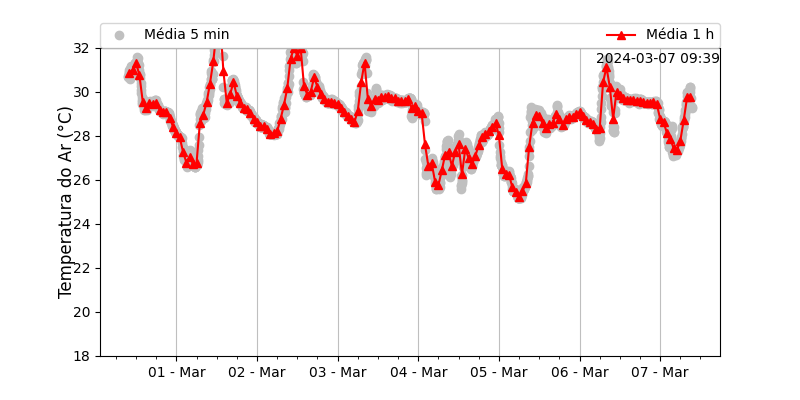 Média 5 min
Média 1 h
2024-03-07 09:39
Temperatura do Ar (°C)
32
30
28
26
24
22
20
18
01 - Mar
02 - Mar
03 - Mar
04 - Mar
05 - Mar
06 - Mar
07 - Mar